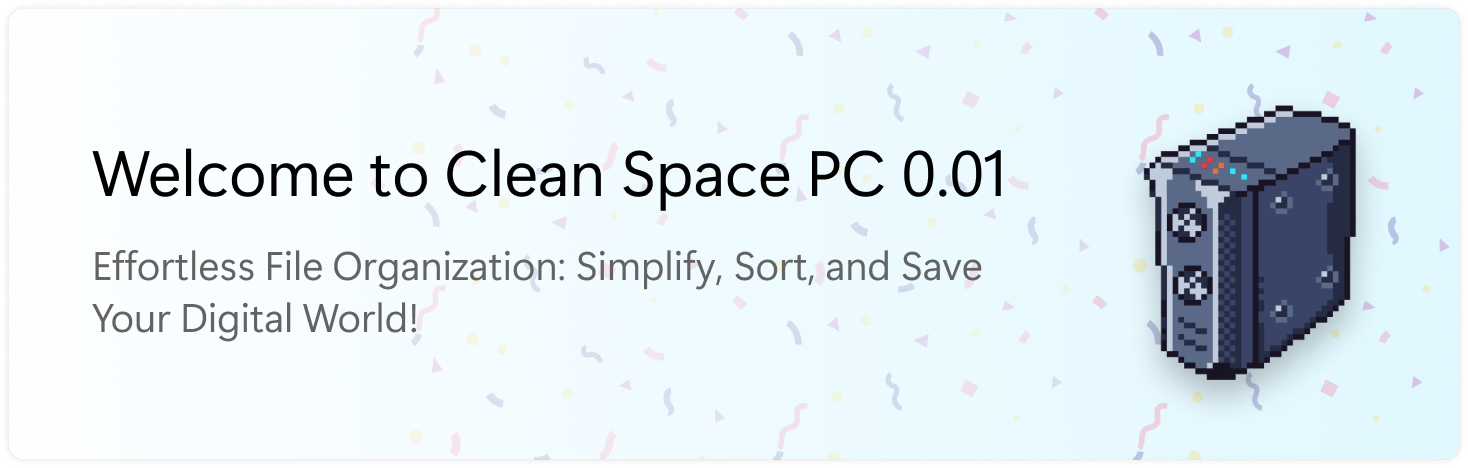 Welcome to Clean Space PC 0.01
Effortless File Organization: Simplify, Sort, and Save
Your Digital World!